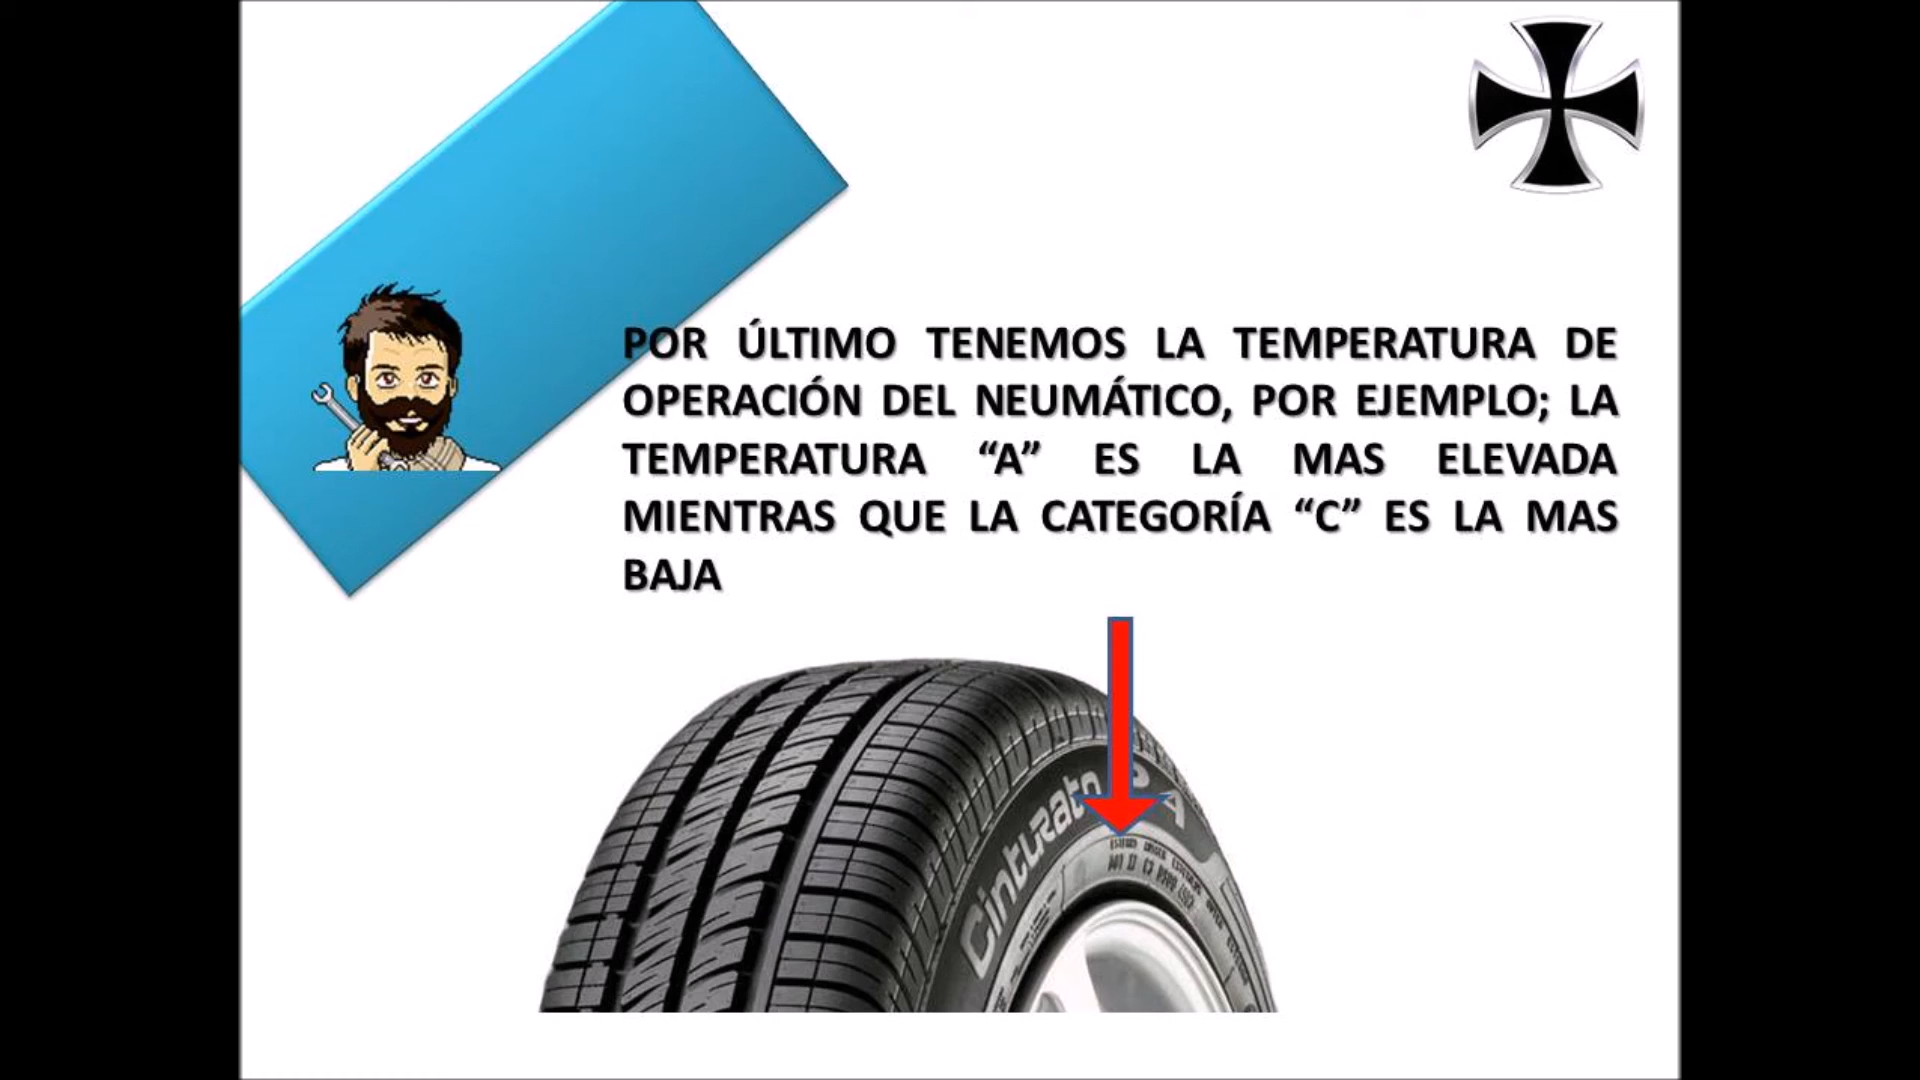 POR ÚLTIMO TENEMOS LA TEMPERATURA DE
OPERACIÓN DEL NEUMÁTICO, POR EJEMPLO; LA
TEMPERATURA “A” ES LA MAS ELEVADA
MIENTRAS QUE LA CATEGORÍA “C” ES LA MAS
BAJA
Cinturato